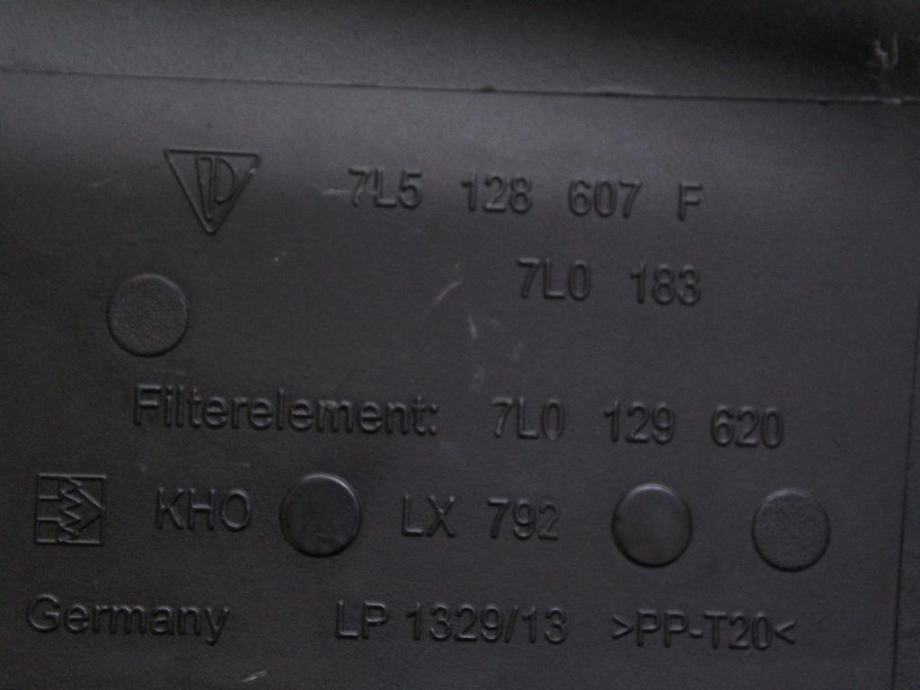 7L5 128 607 F
7L0 183
Filterelement: 7L0 129 620
KHO LX 792
Germany LP 1329/13 >PP-T20<